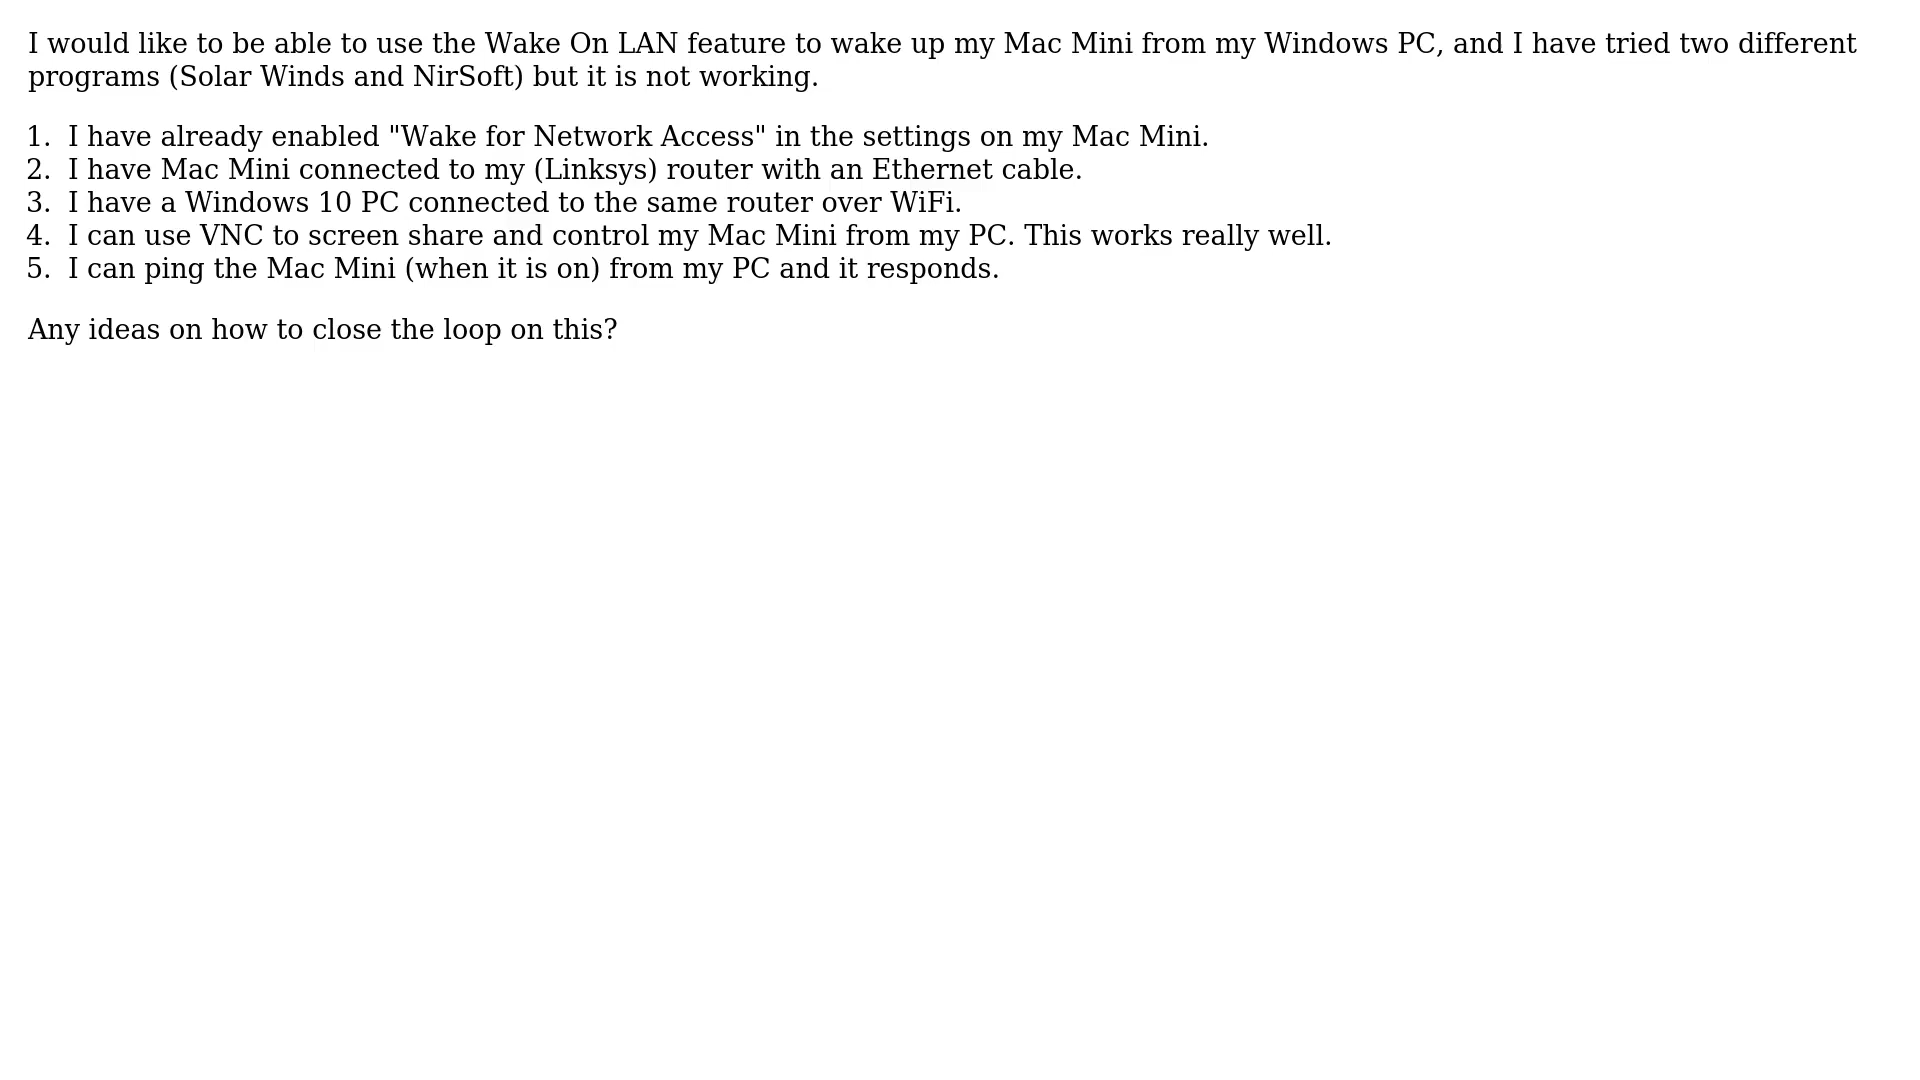 I would like to be able to use the Wake On LAN feature to wake up my Mac Mini from my Windows PC, and I have tried two different
programs (Solar Winds and NirSoft) but it is not working.
1. I have already enabled "Wake for Network Access" in the settings on my Mac Mini.
2. I have Mac Mini connected to my (Linksys) router with an Ethernet cable.
3. I have a Windows 10 PC connected to the same router over WiFi.
4. I can use VNC to screen share and control my Mac Mini from my PC. This works really well.
5. I can ping the Mac Mini (when it is on) from my PC and it responds.
Any ideas on how to close the loop on this?